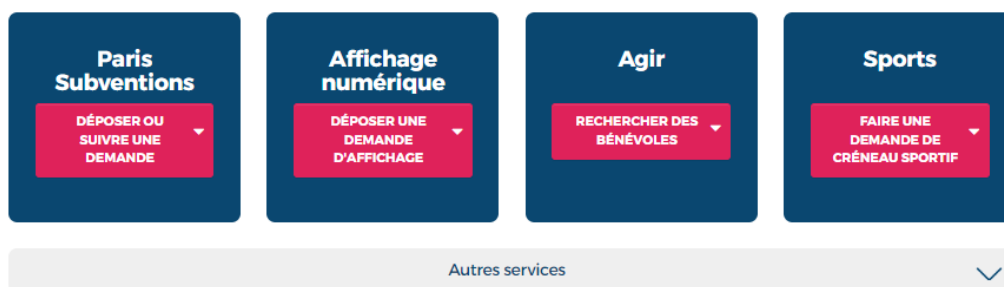 Paris
Subventions
DÉPOSER OU
SUIVRE UNE
DEMANDE
Affichage
numérique
DÉPOSER UNE
DEMANDE
D'AFFICHAGE
Agir
RECHERCHER DES
BÉNÉVOLES
Sports
FAIRE UNE
DEMANDE DE
CRÉNEAU SPORTIF
Autres services